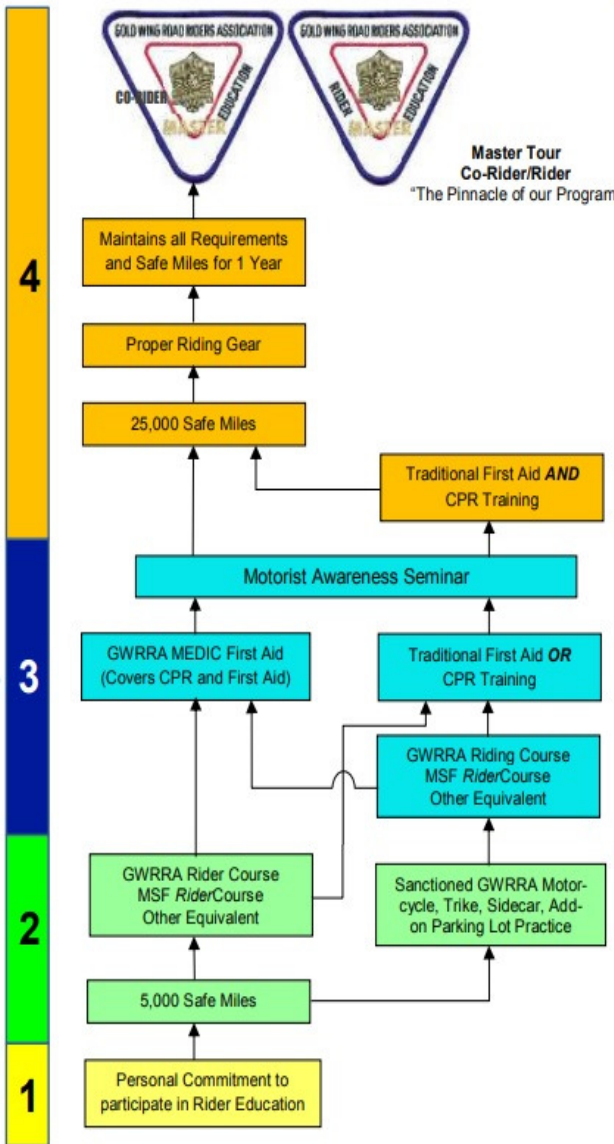 GOLD WING ROAD RIDERS ASSOCIATION
CO-RIDER
EDUCATION
MASTER
GOLD WING ROAD RIDERS ASSOCIATION
RIDER
EDUCATION
MASTER
Master Tour
Co-Rider/Rider
"The Pinnacle of our Program
4
Maintains all Requirements
and Safe Miles for 1 Year
Proper Riding Gear
25,000 Safe Miles
Traditional First Aid AND
CPR Training
Motorist Awareness Seminar
3
GWRRA MEDIC First Aid
(Covers CPR and First Aid)
Traditional First Aid OR
CPR Training
GWRRA Riding Course
MSF RiderCourse
Other Equivalent
2
GWRRA Rider Course
MSF RiderCourse
Other Equivalent
Sanctioned GWRRA Motor-
cycle, Trike, Sidecar, Add-
on Parking Lot Practice
5,000 Safe Miles
1
Personal Commitment to
participate in Rider Education